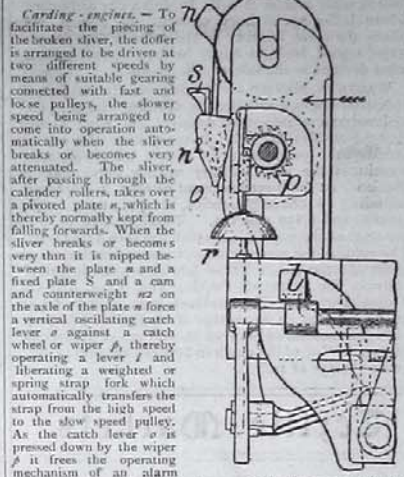 Carding-engines. — To
facilitate the piecing of
the broken sliver, the doffer
is arranged to be driven at
two different speeds by
means of suitable gearing
connected with fast and
loose pulleys, the slower
speed being arranged to
come into operation auto-
matically when the sliver
breaks or becomes very
attenuated. The sliver,
after passing through the
calender rollers, takes over
a pivoted plate n, which is
thereby normally kept from
falling forwards. When the
sliver breaks or becomes
very thin it is nipped be-
tween the plate n and a
fixed plate S and a cam
and counterweight n2 on
the axle of the plate n force
a vertical oscillating catch
lever o against a catch
wheel or wiper p, thereby
operating a lever l and
liberating a weighted or
spring strap fork which
automatically transfers the
strap from the high speed
to the slow speed pulley.
As the catch lever o is
pressed down by the wiper
p it frees the operating
mechanism of an alarm
n
S
n2
O
p
r
l